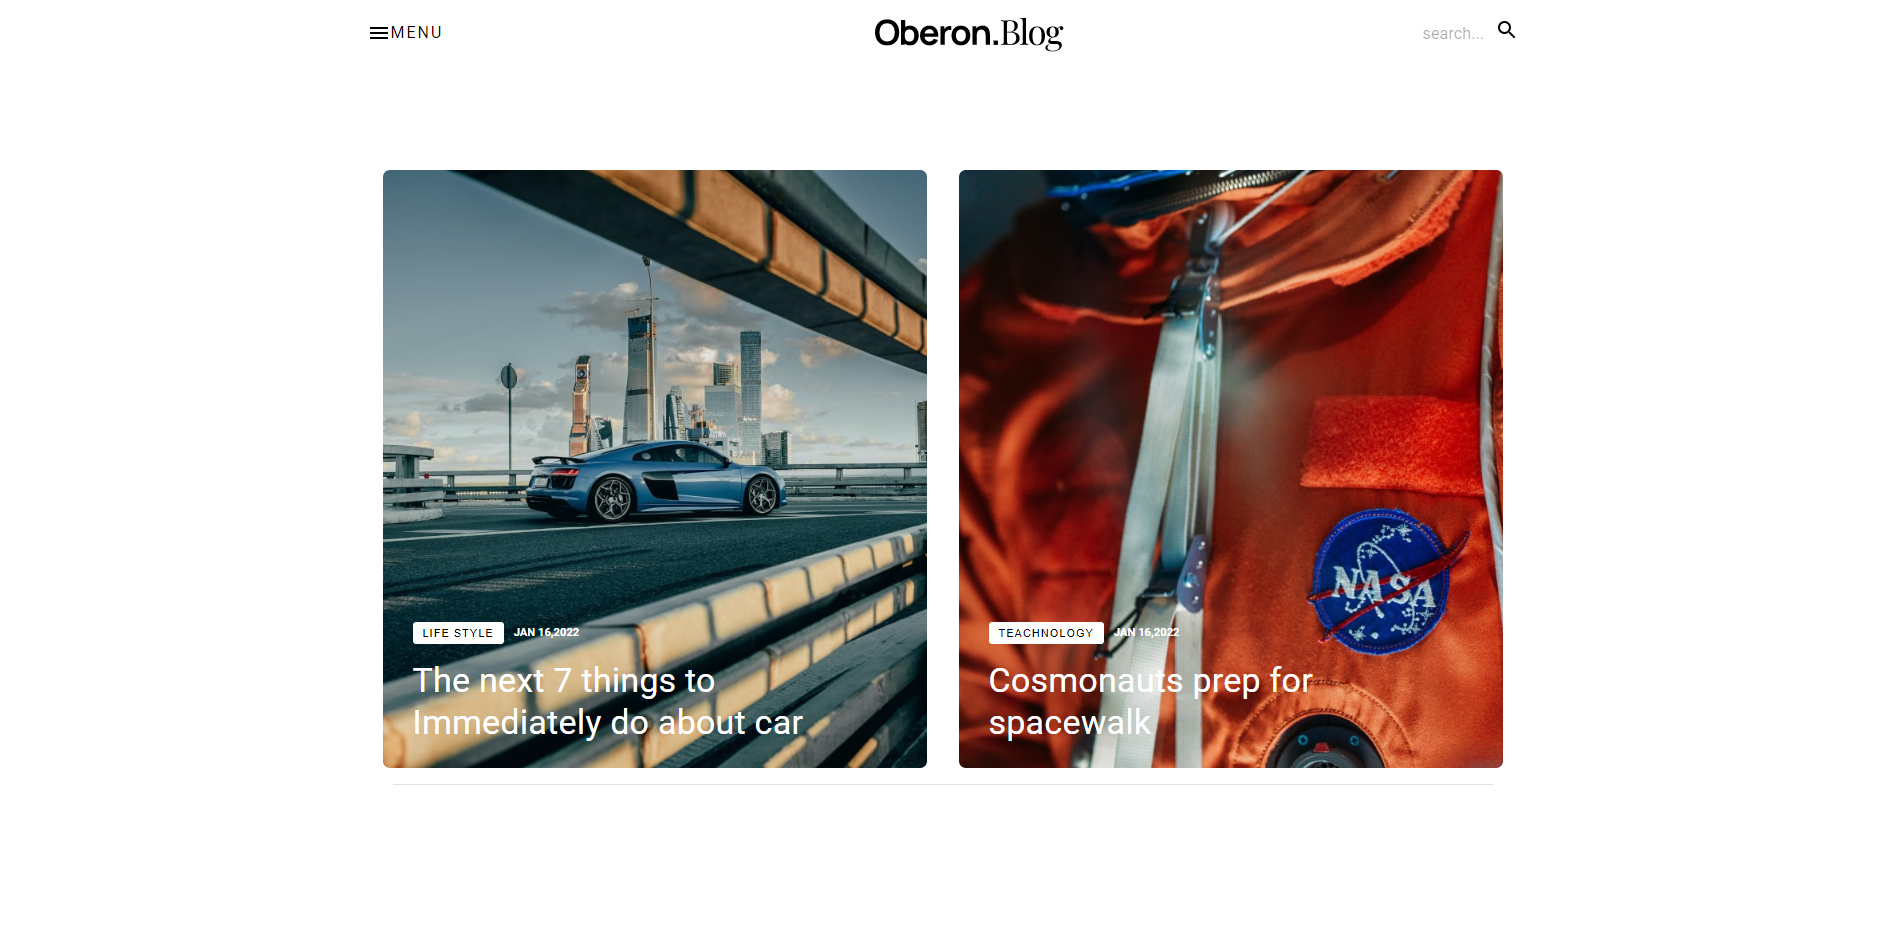 MENU
Oberon.Blog
search...
LIFE STYLE JAN 16,2022
The next 7 things to
Immediately do about car
NASA
TEACHNOLOGY JAN 16,2022
Cosmonauts prep for
spacewalk